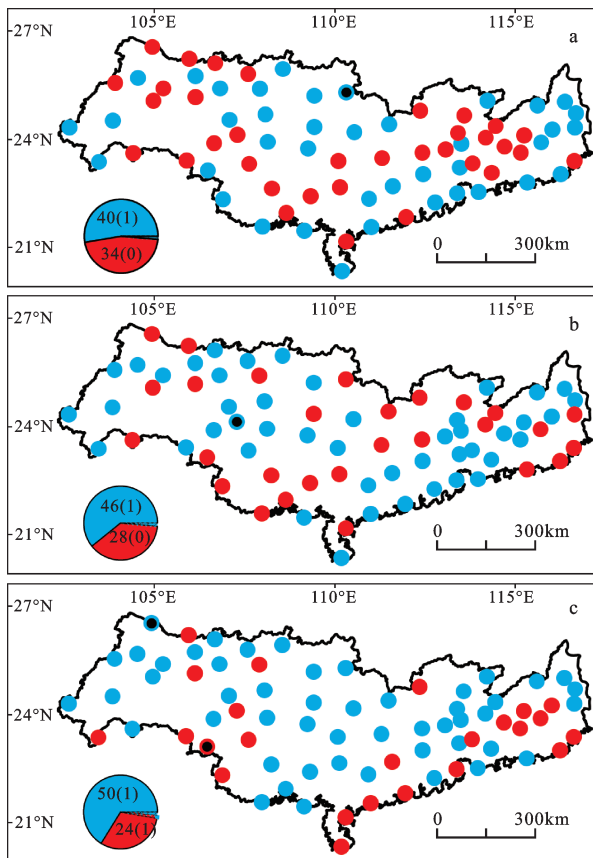 105°E 110°E 115°E
27°N a
24°N
40(1)
34(0)
21°N 0 300km
105°E 110°E 115°E
27°N b
24°N
46(1)
28(0)
21°N 0 300km
105°E 110°E 115°E
27°N c
24°N
50(1)
24(1)
21°N 0 300km